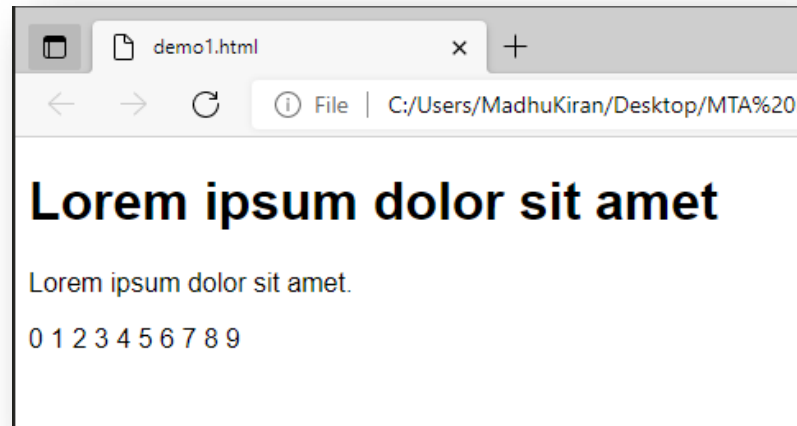 demo1.html
File C:/Users/MadhuKiran/Desktop/MTA%20
Lorem ipsum dolor sit amet
Lorem ipsum dolor sit amet.
0 1 2 3 4 5 6 7 8 9